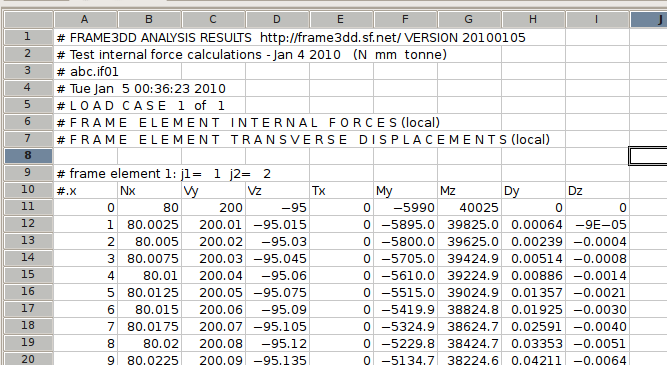 A B C D E F G H I J
1 # FRAME3DD ANALYSIS RESULTS http://frame3dd.sf.net/ VERSION 20100105
2 # Test internal force calculations - Jan 4 2010 (N mm tonne)
3 # abc.if01
4 # Tue Jan 5 00:36:23 2010
5 # L O A D C A S E 1 of 1
6 # F R A M E E L E M E N T I N T E R N A L F O R C E S (local)
7 # F R A M E E L E M E N T T R A N S V E R S E D I S P L A C E M E N T S (local)
8
9 # frame element 1: j1= 1 j2= 2
10 #.x Nx Vy Vz Tx My Mz Dy Dz
11 0 80 200 −95 0 −5990 40025 0 0
12 1 80.0025 200.01 −95.015 0 −5895.0 39825.0 0.00064 −9E−05
13 2 80.005 200.02 −95.03 0 −5800.0 39625.0 0.00239 −0.0004
14 3 80.0075 200.03 −95.045 0 −5705.0 39424.9 0.00514 −0.0008
15 4 80.01 200.04 −95.06 0 −5610.0 39224.9 0.00886 −0.0014
16 5 80.0125 200.05 −95.075 0 −5515.0 39024.9 0.01357 −0.0021
17 6 80.015 200.06 −95.09 0 −5419.9 38824.8 0.01925 −0.0030
18 7 80.0175 200.07 −95.105 0 −5324.9 38624.7 0.02591 −0.0040
19 8 80.02 200.08 −95.12 0 −5229.8 38424.7 0.03353 −0.0051
20 9 80.0225 200.09 −95.135 0 −5134.7 38224.6 0.04211 −0.0064